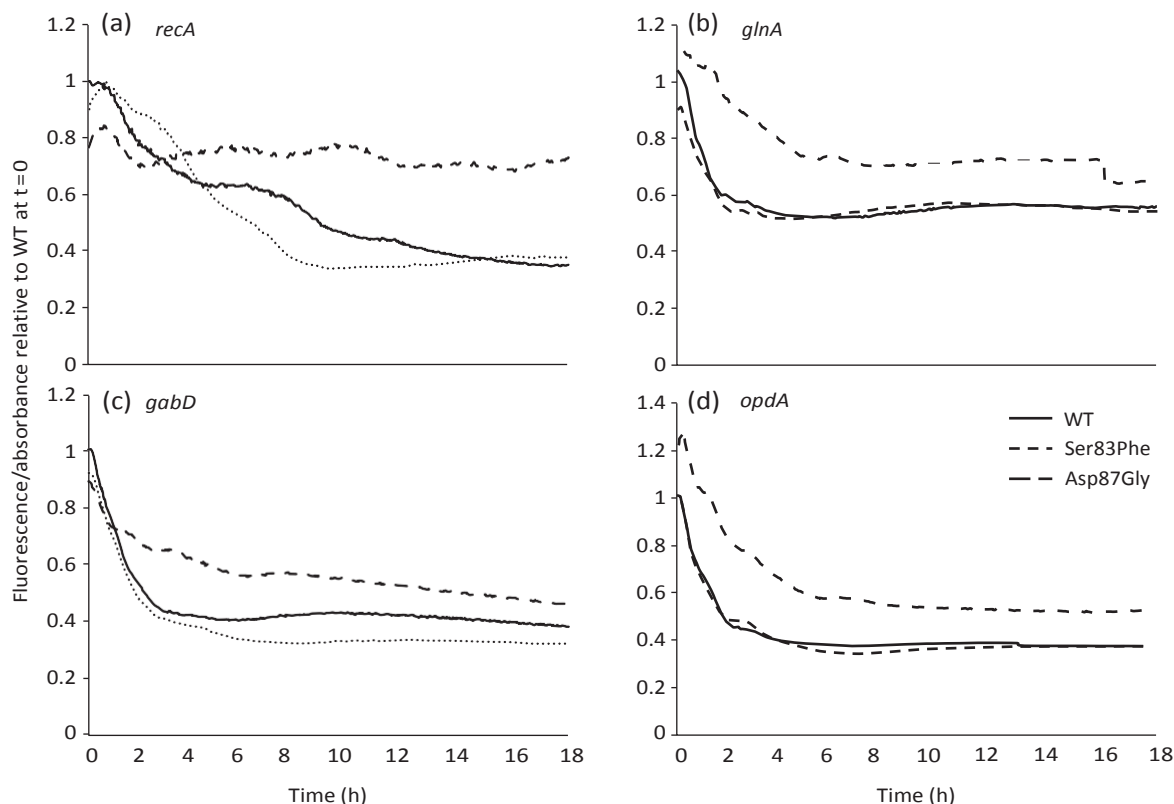 Fluorescence/absorbance relative to WT at t=0
(a) recA
1.2
1
0.8
0.6
0.4
0.2
0
(b) glnA
1.2
1
0.8
0.6
0.4
0.2
0
(c) gabD
1.2
1
0.8
0.6
0.4
0.2
0
0 2 4 6 8 10 12 14 16 18
Time (h)
(d) opdA
1.4
1.2
1
0.8
0.6
0.4
0.2
0
WT
Ser83Phe
Asp87Gly
0 2 4 6 8 10 12 14 16 18
Time (h)